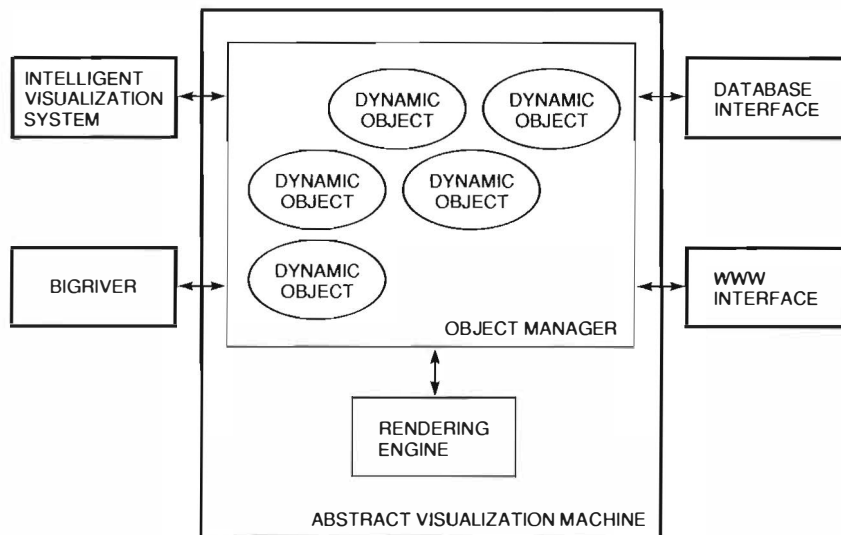 INTELLIGENT
VISUALIZATION
SYSTEM
DYNAMIC
OBJECT
DYNAMIC
OBJECT
DATABASE
INTERFACE
DYNAMIC
OBJECT
DYNAMIC
OBJECT
BIGRIVER
DYNAMIC
OBJECT
WWW
INTERFACE
OBJECT MANAGER
RENDERING
ENGINE
ABSTRACT VISUALIZATION MACHINE